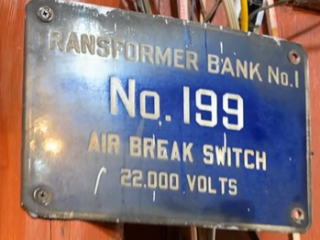 RANSFORMER BANK No.1
No. 199
AIR BREAK SWITCH
22.000 VOLTS